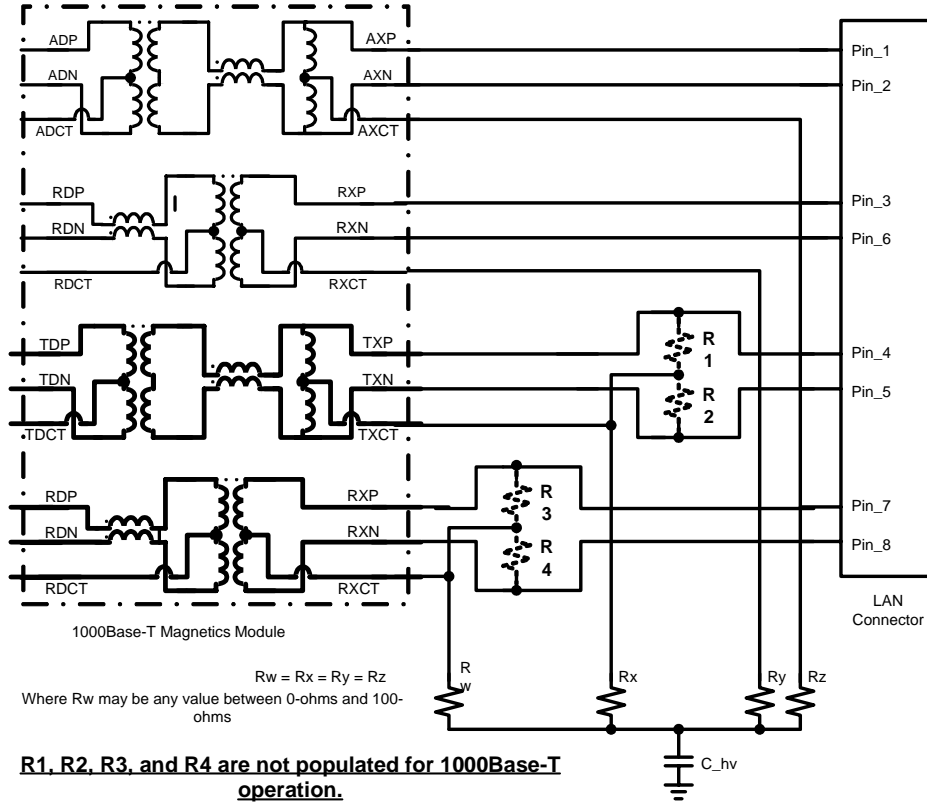 ADP
AXP
Pin_1
ADN
AXN
Pin_2
ADCT
AXCT
RDP
RXP
Pin_3
RDN
RXN
Pin_6
RDCT
RXCT
TDP
TXP
R
1
Pin_4
TDN
TXN
R
2
Pin_5
TDCT
TXCT
RDP
RXP
R
3
Pin_7
RDN
RXN
R
4
Pin_8
RDCT
RXCT
LAN
Connector
1000Base-T Magnetics Module
Rw = Rx = Ry = Rz
Where Rw may be any value between 0-ohms and 100-
ohms
R
w
Rx
Ry
Rz
C_hv
R1, R2, R3, and R4 are not populated for 1000Base-T
operation.